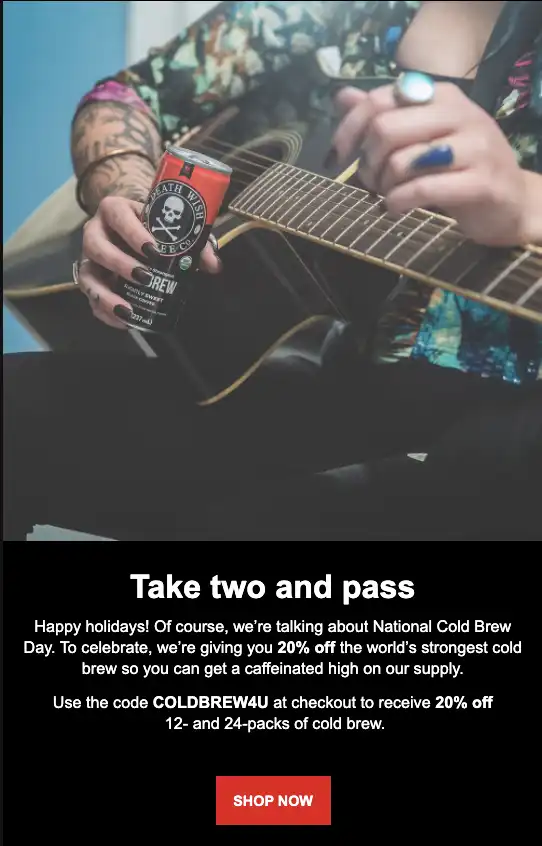 DEATH WISH
COFFEE CO.
BREW
SLIGHTLY SWEET
Take two and pass
Happy holidays! Of course, we’re talking about National Cold Brew
Day. To celebrate, we’re giving you 20% off the world’s strongest cold
brew so you can get a caffeinated high on our supply.
Use the code COLDBREW4U at checkout to receive 20% off
12- and 24-packs of cold brew.
SHOP NOW